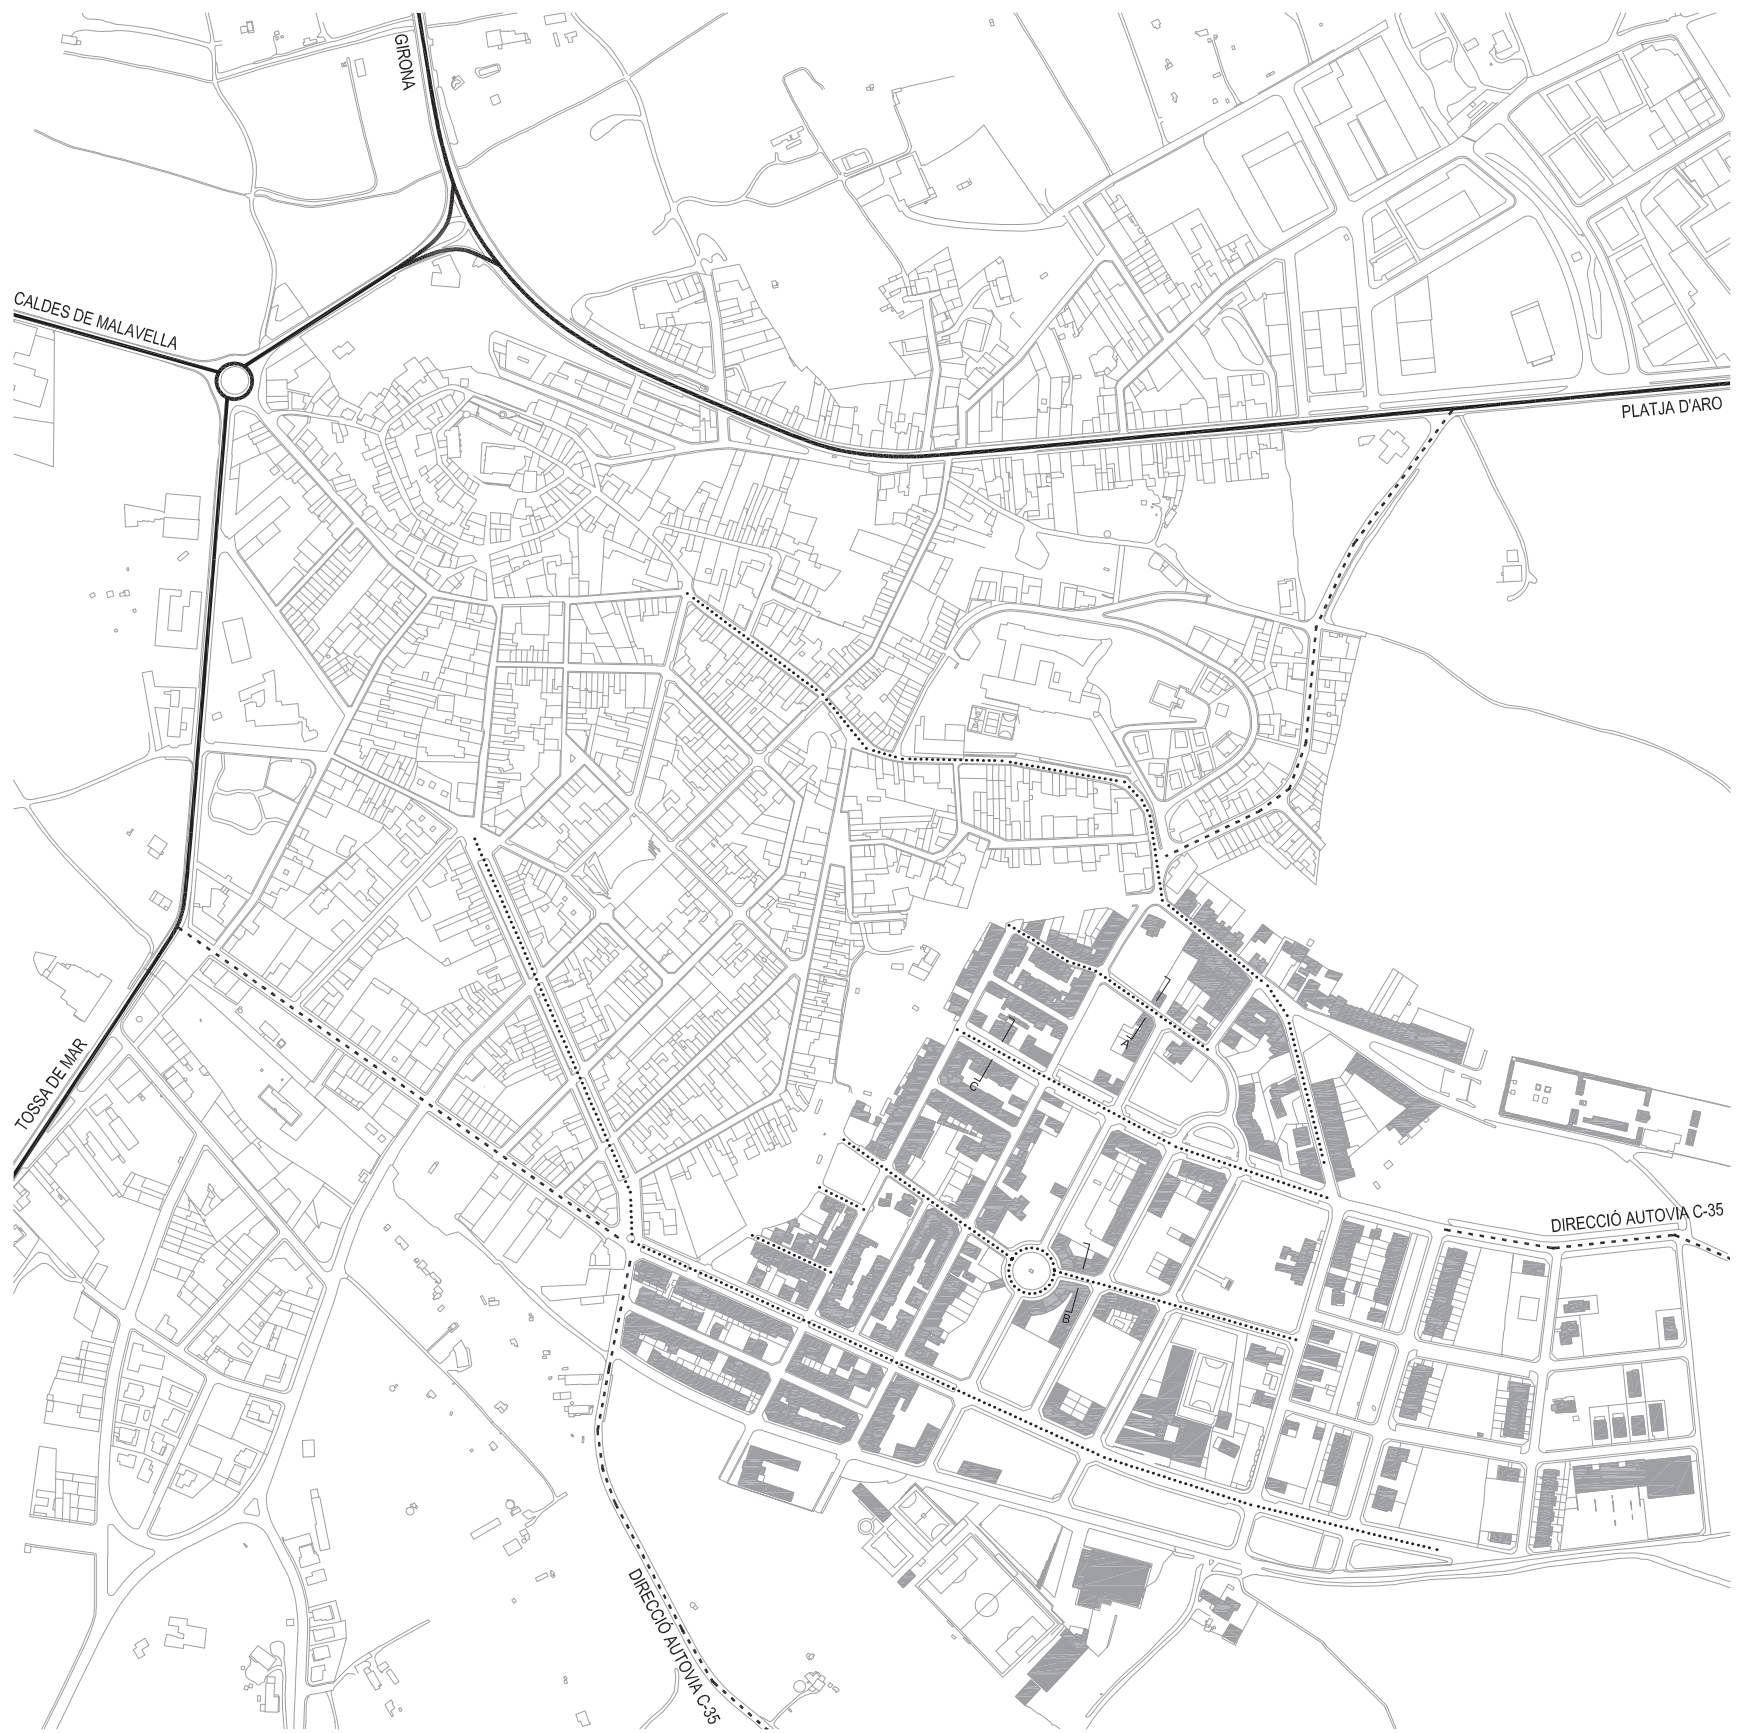 GIRONA
CALDES DE MALAVELLA
PLATJA D'ARO
A
C
TOSSA DE MAR
DIRECCIÓ AUTOVIA C-35
B
DIRECCIÓ AUTOVIA C-35